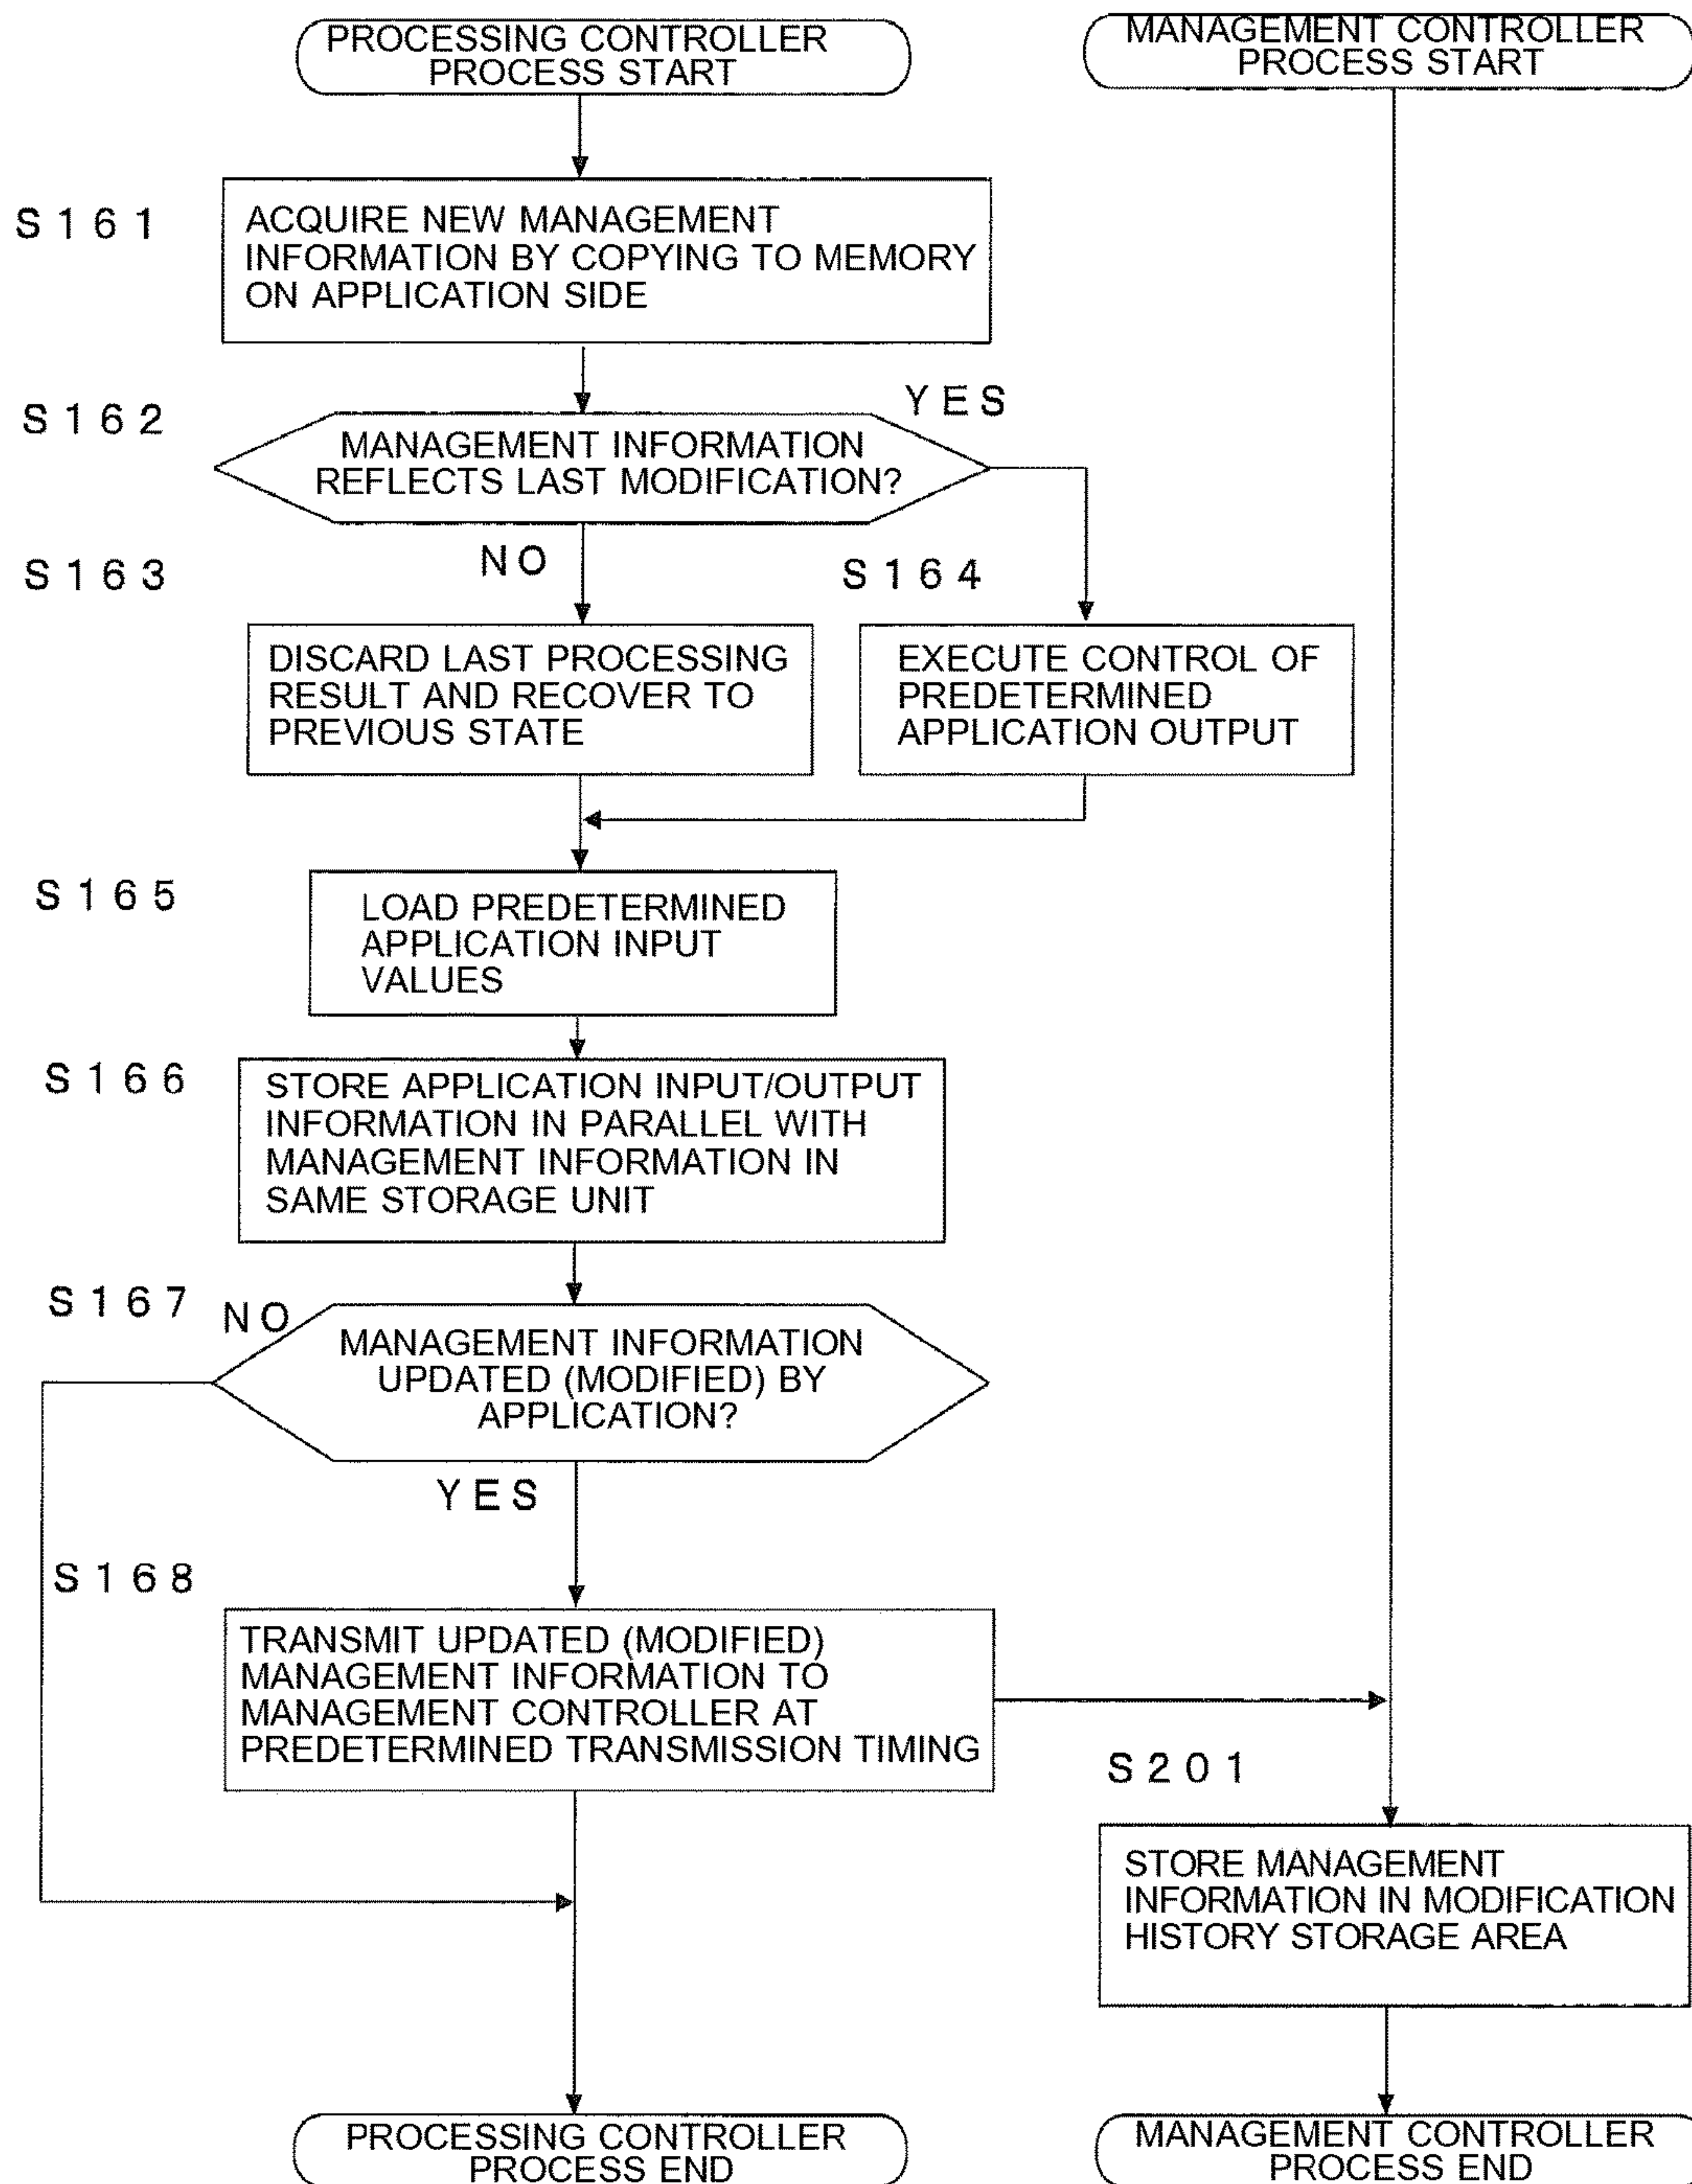 PROCESSING CONTROLLER
PROCESS START
MANAGEMENT CONTROLLER
PROCESS START
S161
ACQUIRE NEW MANAGEMENT
INFORMATION BY COPYING TO MEMORY
ON APPLICATION SIDE
S162
YES
MANAGEMENT INFORMATION
REFLECTS LAST MODIFICATION?
NO
S163
DISCARD LAST PROCESSING
RESULT AND RECOVER TO
PREVIOUS STATE
S164
EXECUTE CONTROL OF
PREDETERMINED
APPLICATION OUTPUT
S165
LOAD PREDETERMINED
APPLICATION INPUT
VALUES
S166
STORE APPLICATION INPUT/OUTPUT
INFORMATION IN PARALLEL WITH
MANAGEMENT INFORMATION IN
SAME STORAGE UNIT
S167
NO
MANAGEMENT INFORMATION
UPDATED (MODIFIED) BY
APPLICATION?
YES
S168
TRANSMIT UPDATED (MODIFIED)
MANAGEMENT INFORMATION TO
MANAGEMENT CONTROLLER AT
PREDETERMINED TRANSMISSION TIMING
S201
STORE MANAGEMENT
INFORMATION IN MODIFICATION
HISTORY STORAGE AREA
PROCESSING CONTROLLER
PROCESS END
MANAGEMENT CONTROLLER
PROCESS END